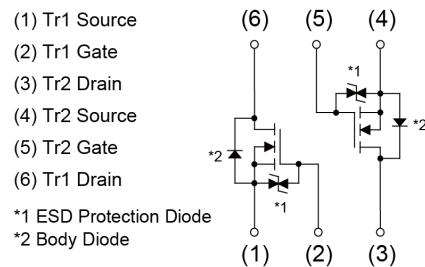 (1) Tr1 Source
(2) Tr1 Gate
(3) Tr2 Drain
(4) Tr2 Source
(5) Tr2 Gate
(6) Tr1 Drain
*1 ESD Protection Diode
*2 Body Diode
(6) (5) (4)
*1
*2
*2
*1
(1) (2) (3)